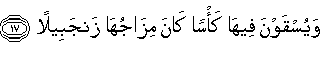 وَيُسْقَوْنَ فِيهَا كَأْسًا كَانَ مِزَاجُهَا زَنجَبِيلًا ١٧